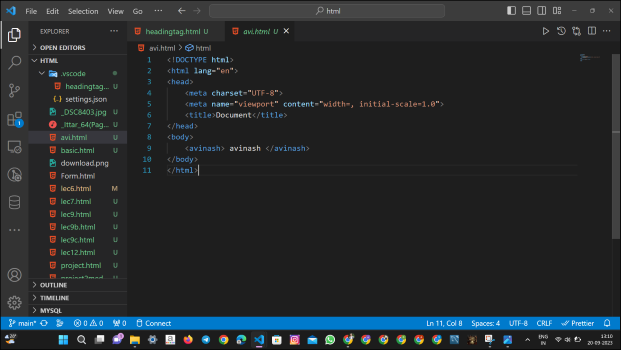 File Edit Selection View Go ···
html
EXPLORER ···
OPEN EDITORS
HTML
.vscode
headingtag.... U
settings.json
_DSC8403.jpg U
_Ittar_64(Pag... U
avi.html U
basic.html U
download.png
Form.html
lec6.html M
lec7.html U
lec9.html U
lec9b.html U
lec9c.html U
lec12.html U
project.html U
OUTLINE
TIMELINE
MYSQL
1
headingtag.html U
avi.html U
avi.html > html
1 <!DOCTYPE html>
2 <html lang="en">
3 <head>
4 <meta charset="UTF-8">
5 <meta name="viewport" content="width=, initial-scale=1.0">
6 <title>Document</title>
7 </head>
8 <body>
9 <avinash> avinash </avinash>
10 </body>
11 </html>
main* 0 0 0 Connect
Ln 11, Col 8 Spaces: 4 UTF-8 CRLF HTML Prettier
ENG
IN
13:10
20-09-2023